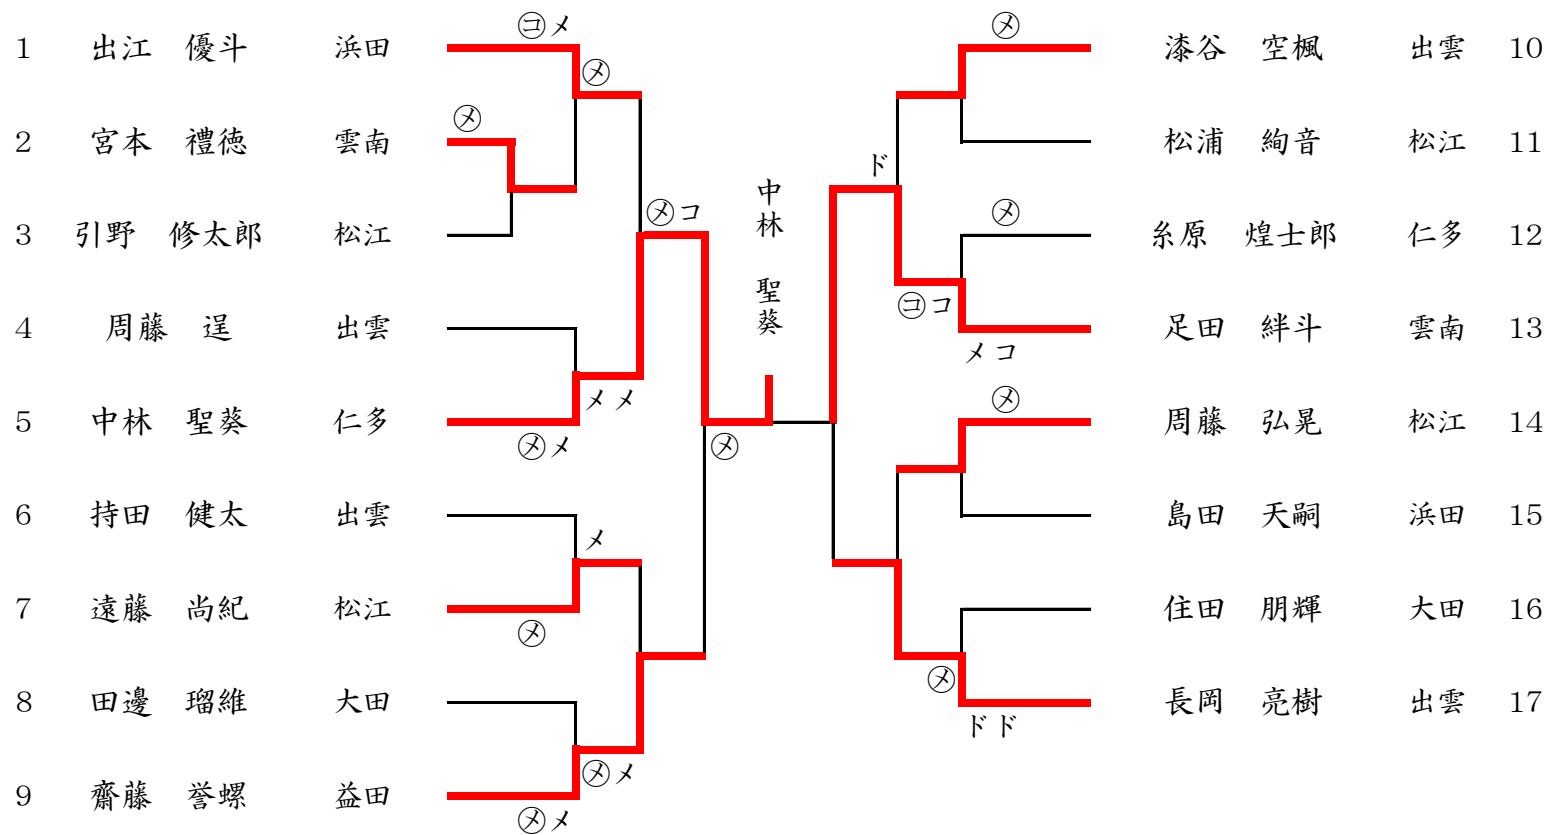 ㋙メ
1 出江 優斗 浜田
㋱
㋱
2 宮本 禮徳 雲南
3 引野 修太郎 松江
㋱コ
4 周藤 逞 出雲
メメ
5 中林 聖葵 仁多
㋱メ
㋱
6 持田 健太 出雲
メ
7 遠藤 尚紀 松江
㋱
8 田邊 瑠維 大田
㋱メ
9 齋藤 誉螺 益田
㋱メ
中林 聖葵
㋱
漆谷 空楓 出雲 10
松浦 絢音 松江 11
ド
㋱
糸原 煌士郎 仁多 12
㋙コ
足田 絆斗 雲南 13
メコ
㋱
周藤 弘晃 松江 14
島田 天嗣 浜田 15
住田 朋輝 大田 16
㋱
長岡 亮樹 出雲 17
ドド